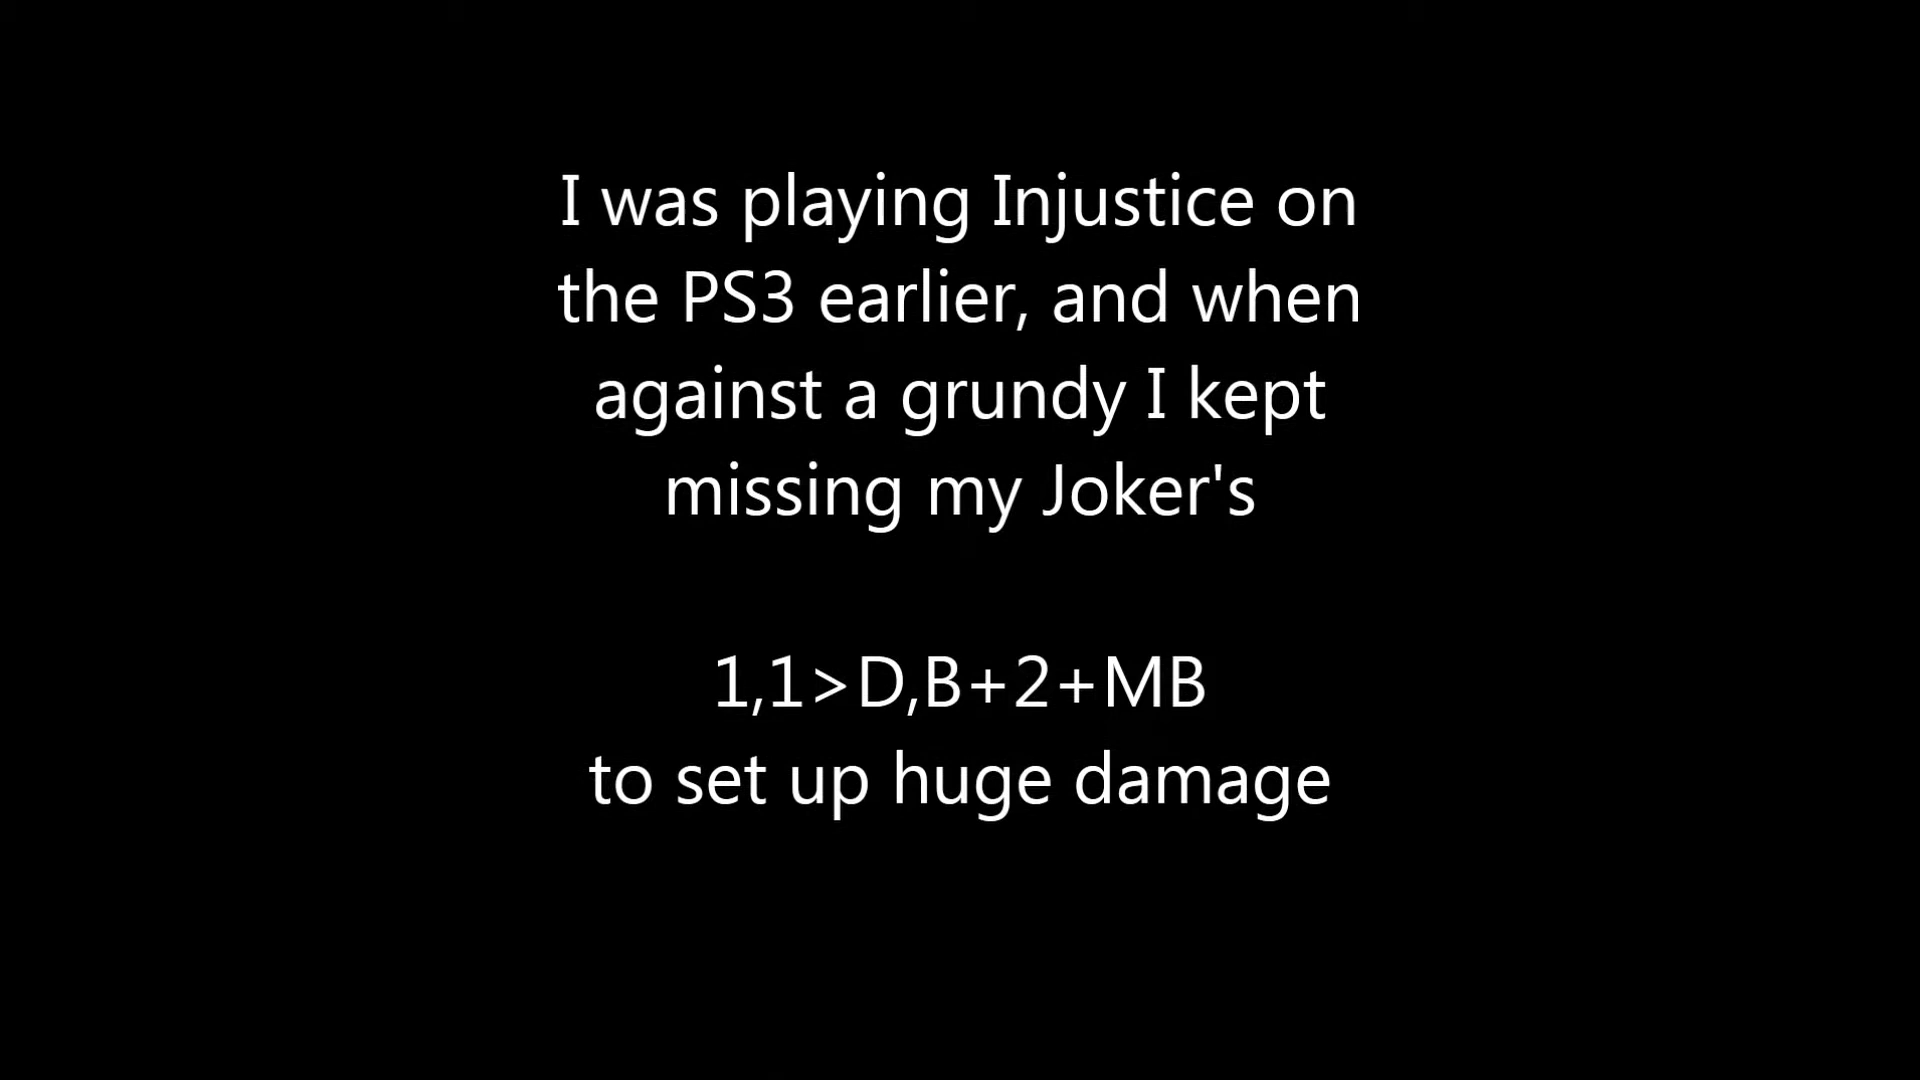 I was playing Injustice on
the PS3 earlier, and when
against a grundy I kept
missing my Joker's
1,1>D,B+2+MB
to set up huge damage